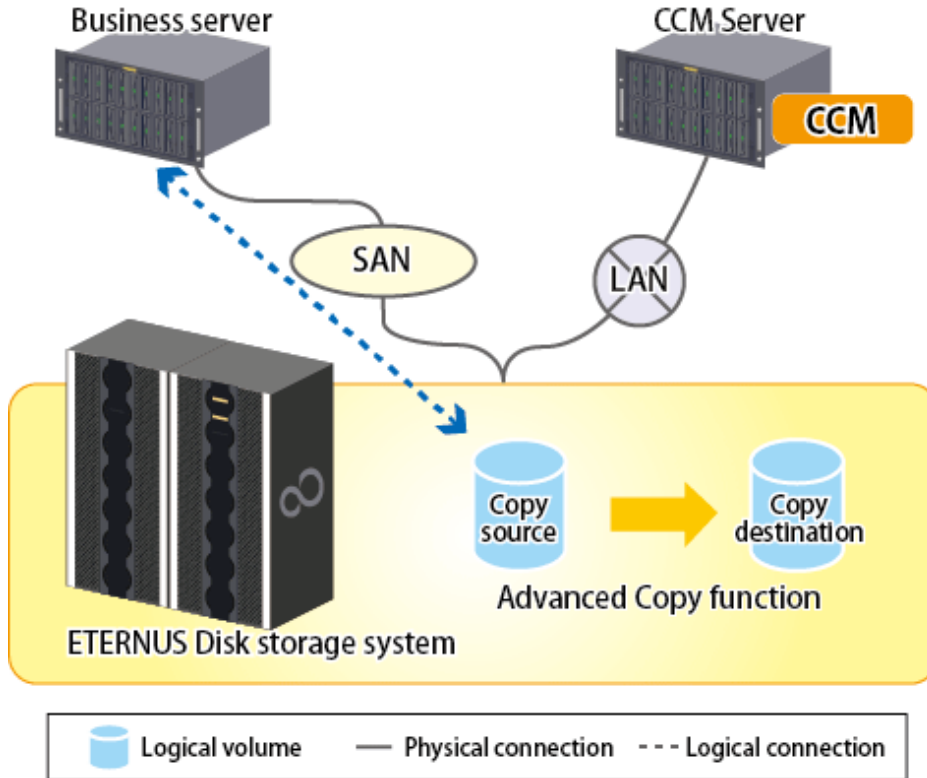 Business server
CCM Server
CCM
SAN
LAN
Copy
source
Copy
destination
Advanced Copy function
ETERNUS Disk storage system
Logical volume
Physical connection
Logical connection